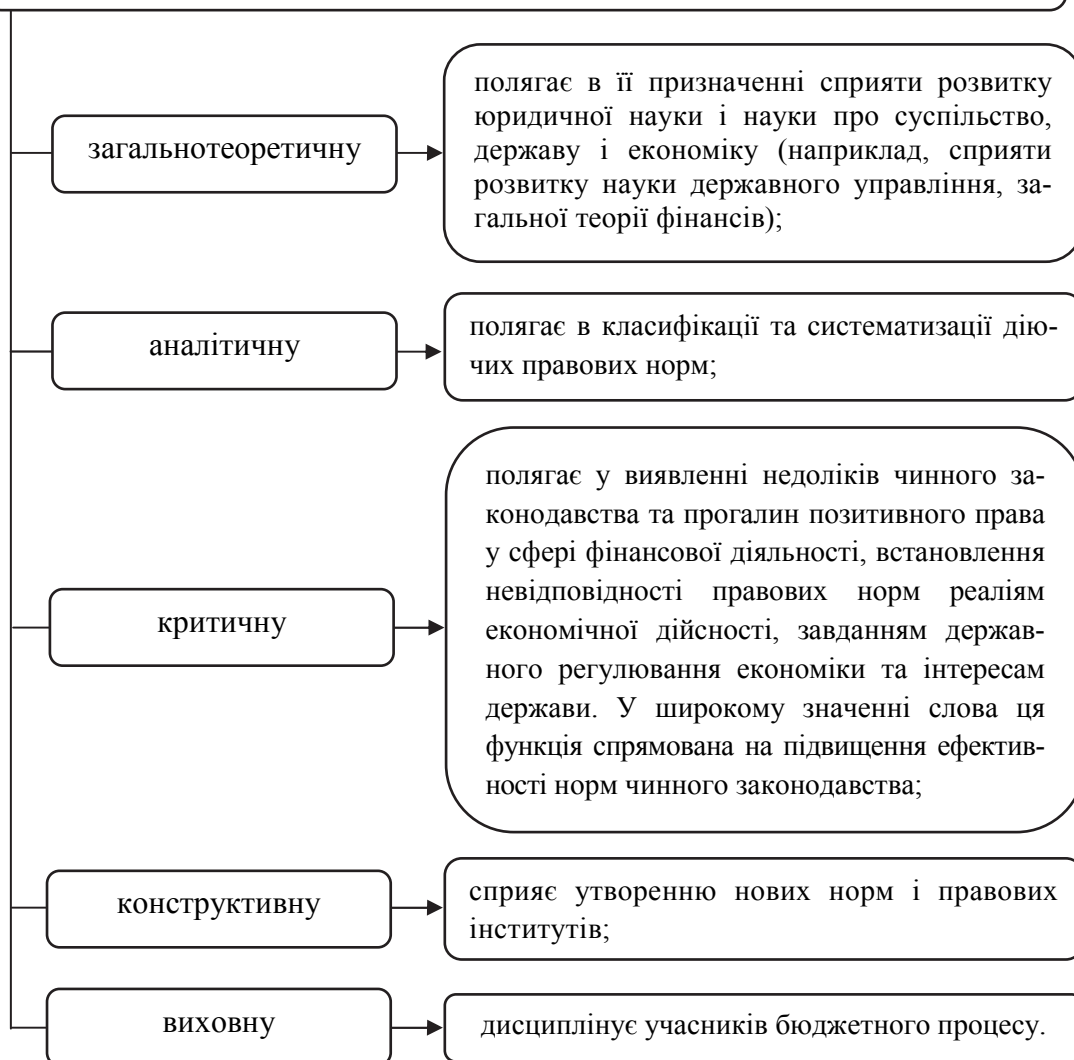 загальнотеоретичну
полягає в її призначенні сприяти розвитку
юридичної науки і науки про суспільство,
державу і економіку (наприклад, сприяти
розвитку науки державного управління, за-
гальної теорії фінансів);
аналітичну
полягає в класифікації та систематизації дію-
чих правових норм;
критичну
полягає у виявленні недоліків чинного за-
конодавства та прогалин позитивного права
у сфері фінансової діяльності, встановлення
невідповідності правових норм реаліям
економічної дійсності, завданням держав-
ного регулювання економіки та інтересам
держави. У широкому значенні слова ця
функція спрямована на підвищення ефектив-
ності норм чинного законодавства;
конструктивну
сприяє утворенню нових норм і правових
інститутів;
виховну
дисциплінує учасників бюджетного процесу.